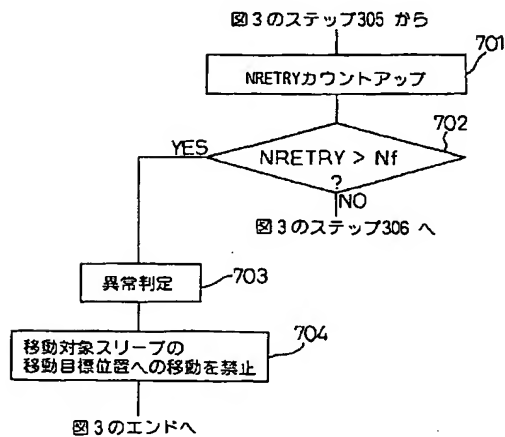 図3のステップ305 から
701
NRETRYカウントアップ
702
YES
NRETRY > Nf
?
NO
図3のステップ306 へ
異常判定
703
704
移動対象スリーブの
移動目標位置への移動を禁止
図3のエンドへ